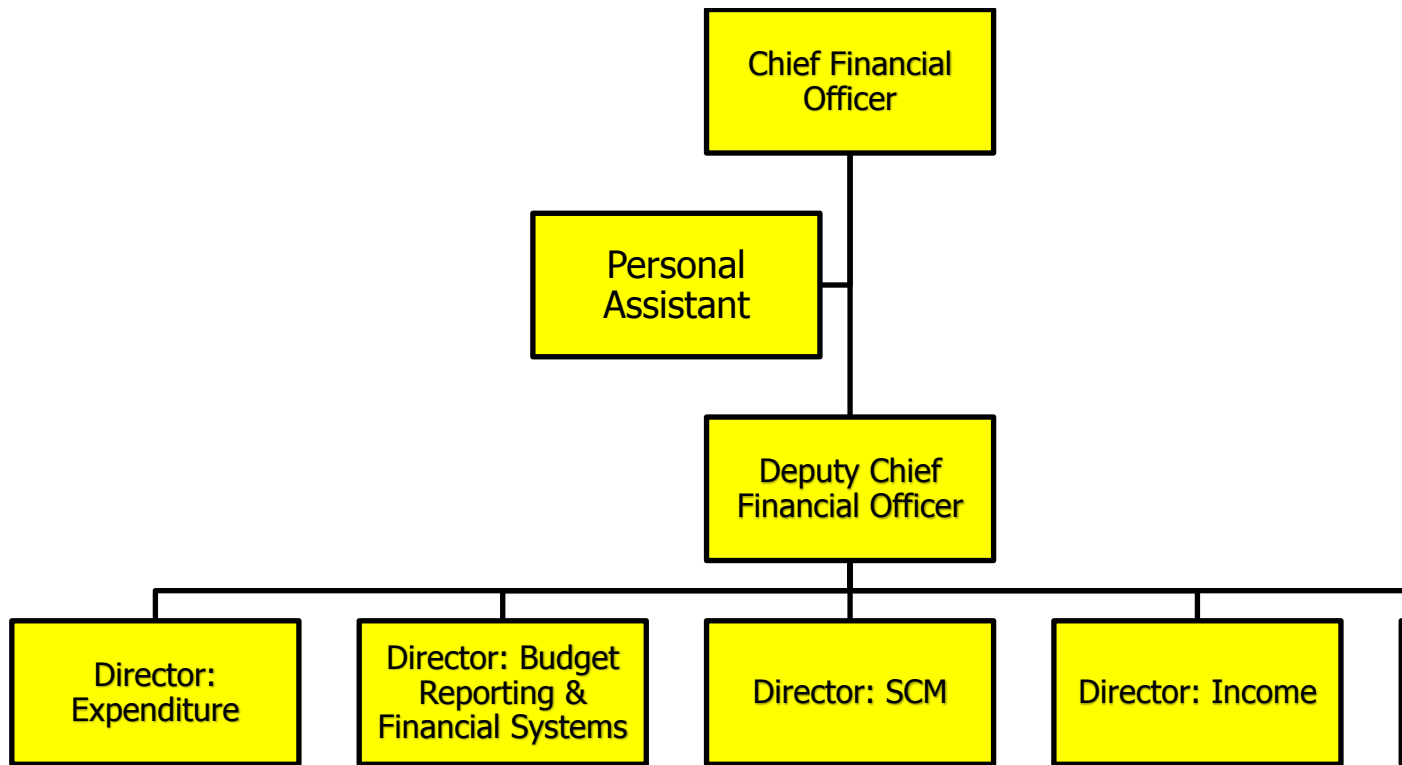 Chief Financial
Officer
Personal
Assistant
Deputy Chief
Financial Officer
Director:
Expenditure
Director: Budget
Reporting &
Financial Systems
Director: SCM
Director: Income